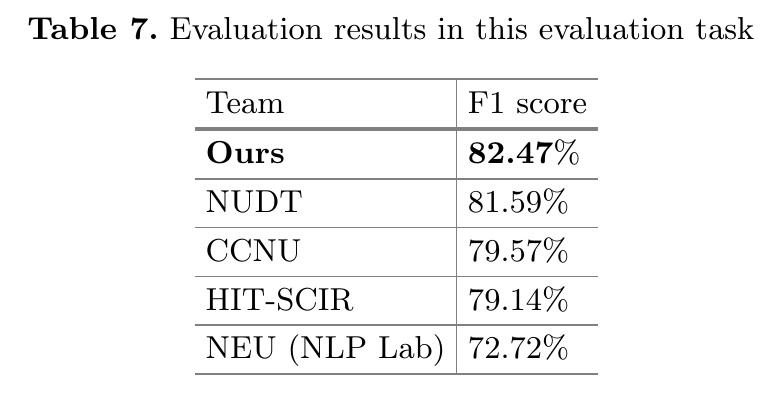 Table 7. Evaluation results in this evaluation task
Team F1 score
Ours 82.47%
NUDT 81.59%
CCNU 79.57%
HIT-SCIR 79.14%
NEU (NLP Lab) 72.72%